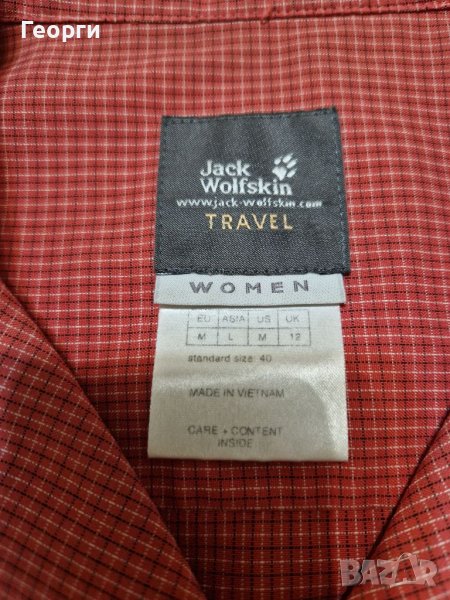 Георги
Jack
Wolfskin
www.jack-wolfskin.com
TRAVEL
WOMEN
EU ASIA US UK
M L M 12
standard size: 40
MADE IN VIETNAM
CARE + CONTENT
INSIDE
BAZAR